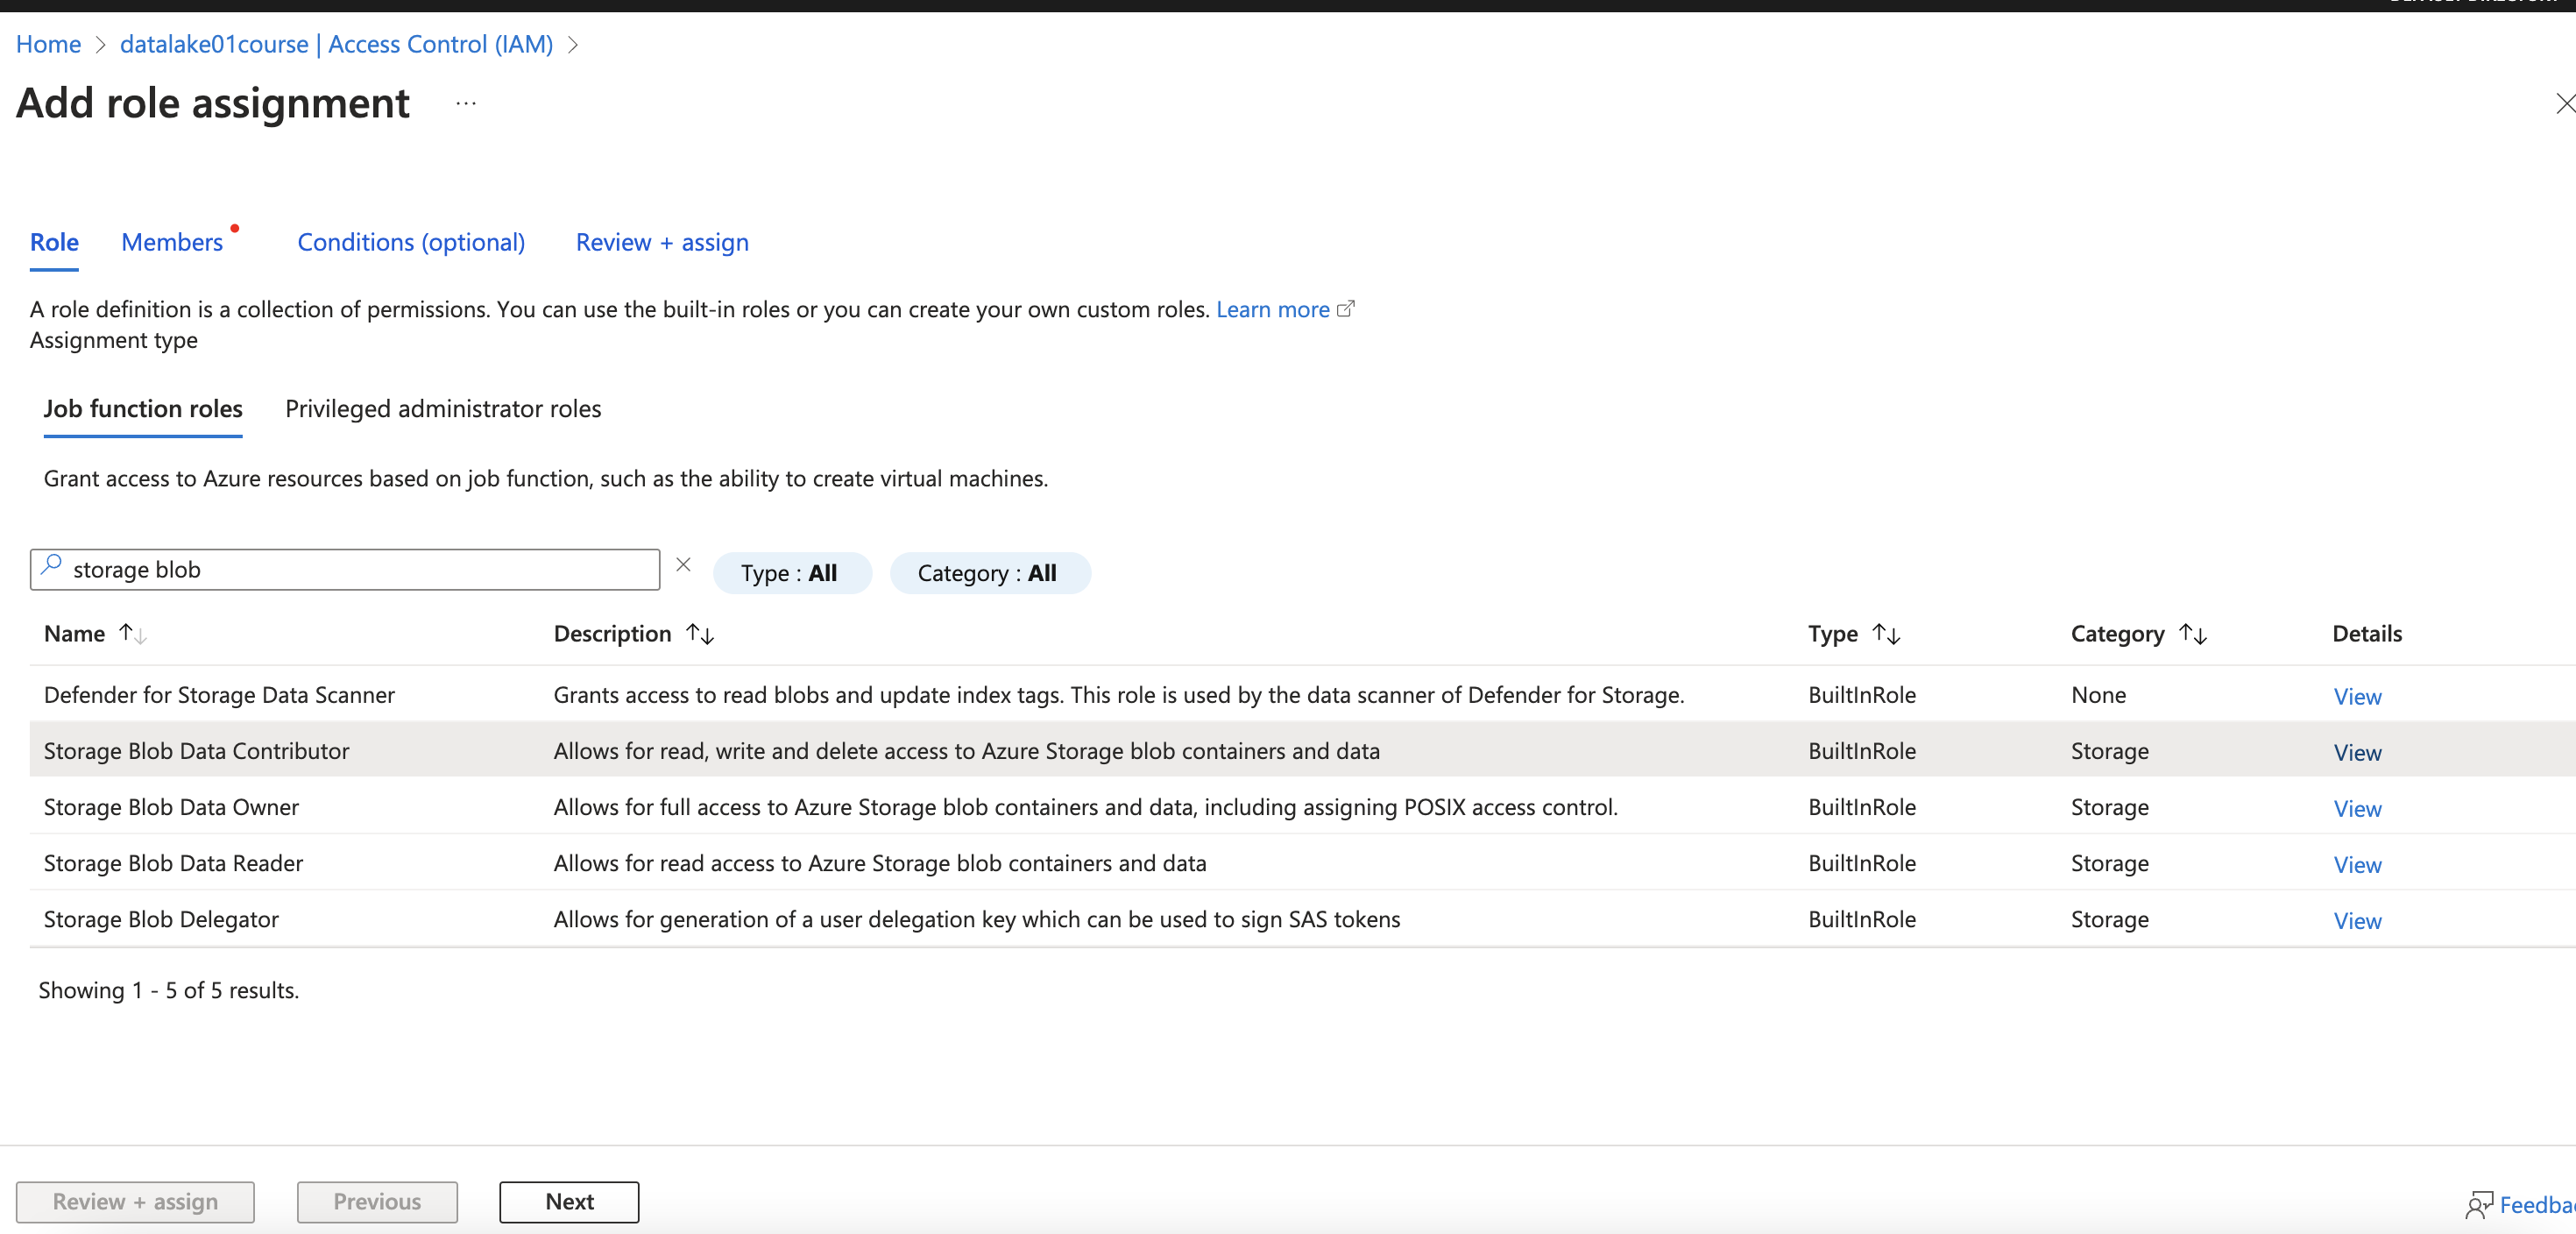 Home > datalake01course | Access Control (IAM) >
Add role assignment ...
Role Members Conditions (optional) Review + assign
A role definition is a collection of permissions. You can use the built-in roles or you can create your own custom roles. Learn more
Assignment type
Job function roles Privileged administrator roles
Grant access to Azure resources based on job function, such as the ability to create virtual machines.
storage blob Type : All Category : All
Name Description Type Category Details
Defender for Storage Data Scanner Grants access to read blobs and update index tags. This role is used by the data scanner of Defender for Storage. BuiltInRole None View
Storage Blob Data Contributor Allows for read, write and delete access to Azure Storage blob containers and data BuiltInRole Storage View
Storage Blob Data Owner Allows for full access to Azure Storage blob containers and data, including assigning POSIX access control. BuiltInRole Storage View
Storage Blob Data Reader Allows for read access to Azure Storage blob containers and data BuiltInRole Storage View
Storage Blob Delegator Allows for generation of a user delegation key which can be used to sign SAS tokens BuiltInRole Storage View
Showing 1 - 5 of 5 results.
Review + assign Previous Next